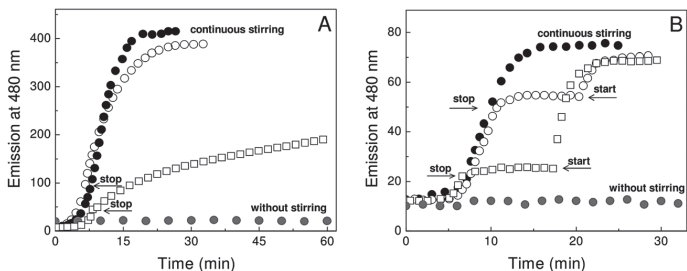 A
continuous stirring
stop
stop
without stirring
Emission at 480 nm
400
300
200
100
0
0 15 30 45 60
Time (min)
B
continuous stirring
stop
start
stop
start
without stirring
Emission at 480 nm
80
60
40
20
0
0 10 20 30
Time (min)